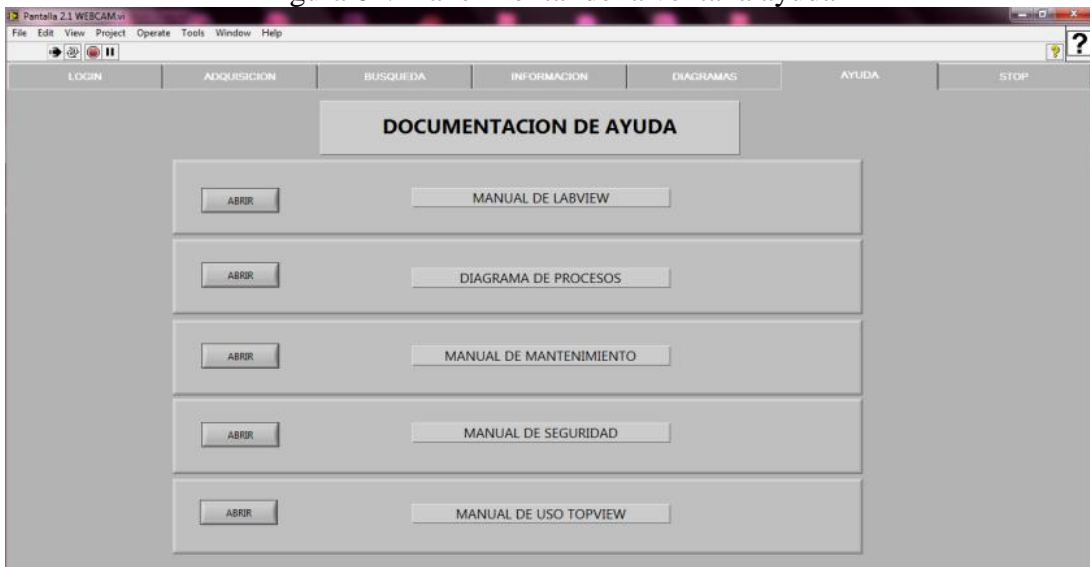 Pantalla 2.1 WEBCAM.vi
File Edit View Project Operate Tools Window Help
?
LOGIN ADQUISICION BUSQUEDA INFORMACION DIAGRAMAS AYUDA STOP
DOCUMENTACION DE AYUDA
ABRIR MANUAL DE LABVIEW
ABRIR DIAGRAMA DE PROCESOS
ABRIR MANUAL DE MANTENIMIENTO
ABRIR MANUAL DE SEGURIDAD
ABRIR MANUAL DE USO TOPVIEW